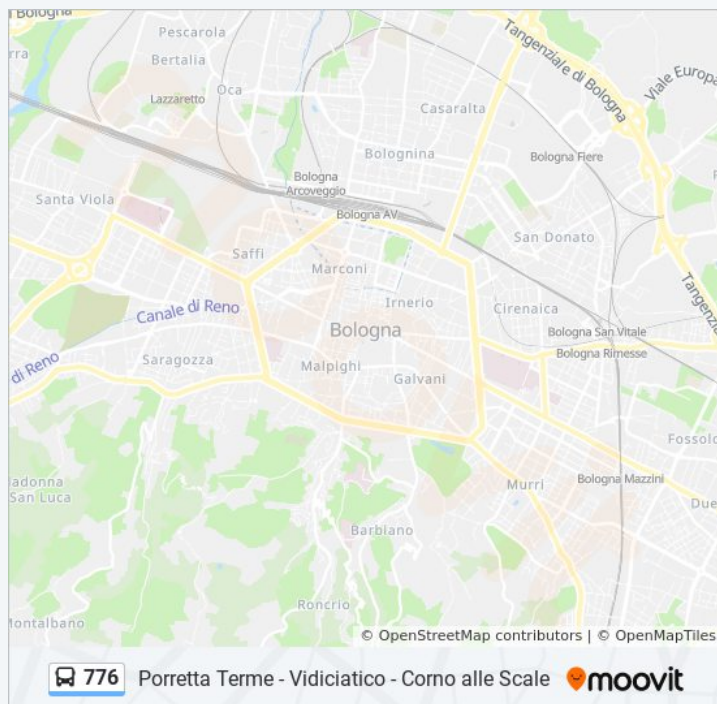 Bologna
Pescarola
Bertalia
Lazzaretto
Oca
Tangenziale di Bologna
Viale Europa
Casaralta
Bolognina
Bologna Fiere
Bologna
Arcoveggio
Santa Viola
Bologna AV
San Donato
Saffi
Marconi
Tangenziale
Canale di Reno
Irnerio
Cirenaica
Bologna
Bologna San Vitale
Bologna Rimesse
di Reno
Saragozza
Malpighi
Galvani
Fossolo
San Luca
Murri
Bologna Mazzini
Due
Barbiano
Roncrio
Montalbano
© OpenStreetMap contributors | © OpenMapTiles
776 Porretta Terme - Vidiciatico - Corno alle Scale moovit